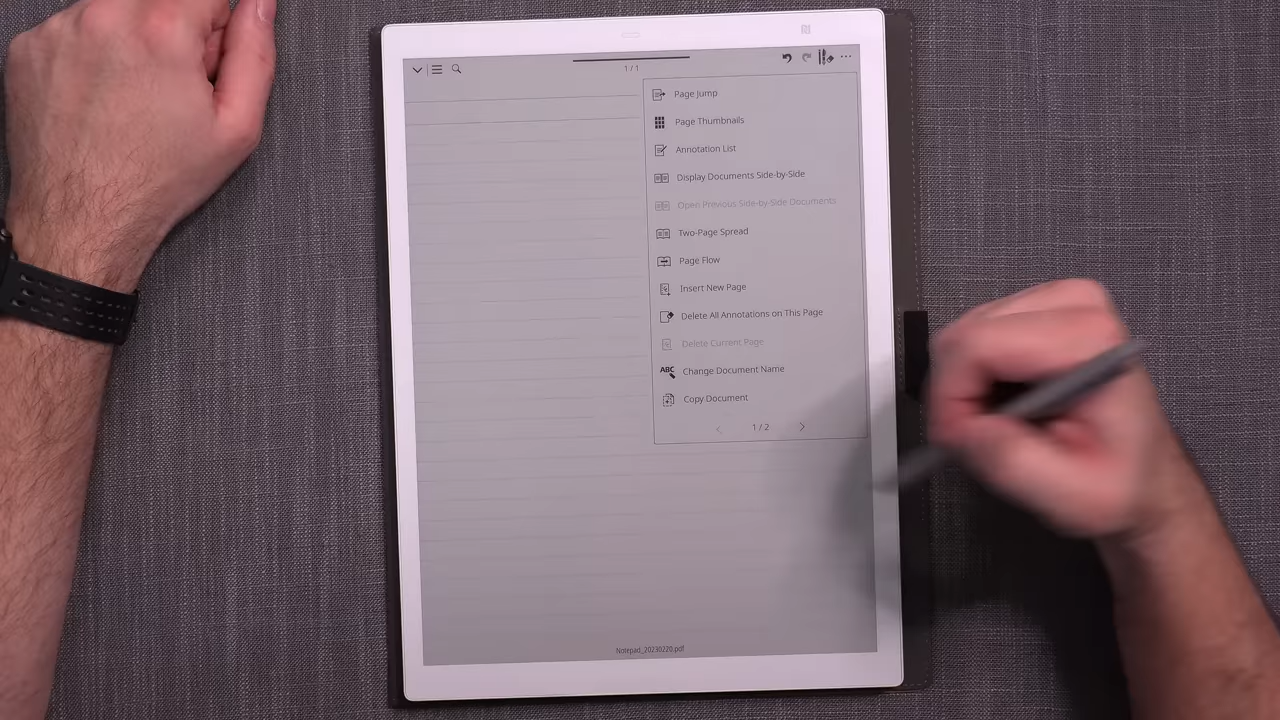 1 / 1
Page Jump
Page Thumbnails
Annotation List
Display Documents Side-by-Side
Open Previous Side-by-Side Documents
Two-Page Spread
Page Flow
Insert New Page
Delete All Annotations on This Page
Delete Current Page
ABC Change Document Name
Copy Document
< 1 / 2 >
Notepad_20230220.pdf